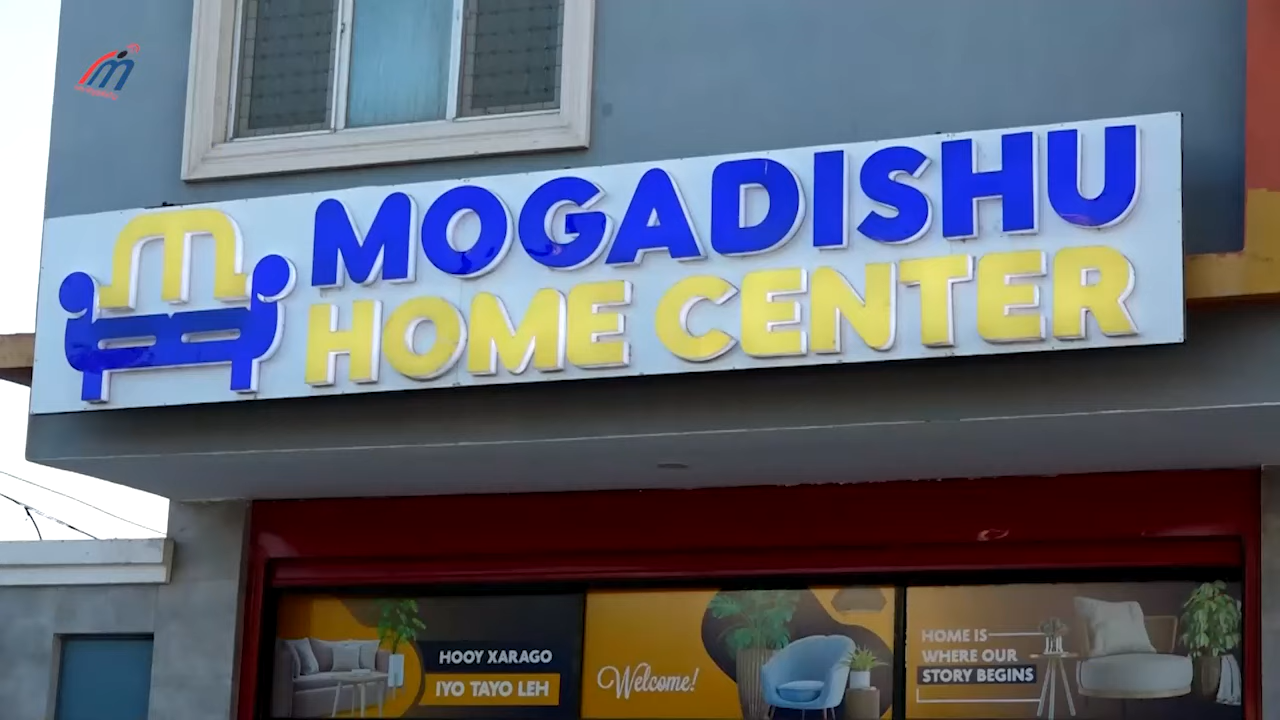 MOGADISHU
HOME CENTER
HOOY XARAGO
IYO TAYO LEH
Welcome!
HOME IS
WHERE OUR
STORY BEGINS